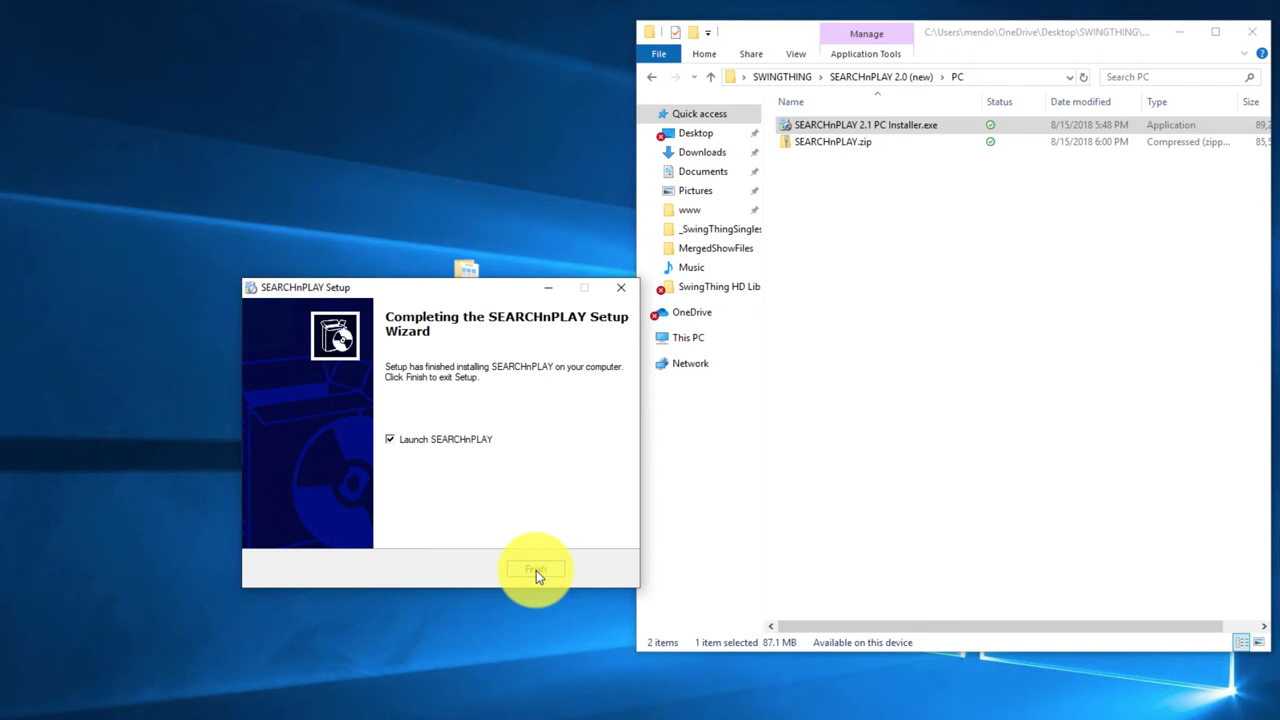 Manage
C:\Users\mendo\OneDrive\Desktop\SWINGTHING\...
File
Home
Share
View
Application Tools
SWINGTHING
SEARCHnPLAY 2.0 (new)
PC
Search PC
Name
Status
Date modified
Type
Size
Quick access
SEARCHnPLAY 2.1 PC Installer.exe
8/15/2018 5:48 PM
Application
89,2
Desktop
SEARCHnPLAY.zip
8/15/2018 6:00 PM
Compressed (zipp...
85,5
Downloads
Documents
Pictures
www
_SwingThingSingles
MergedShowFiles
Music
SwingThing HD Lib
OneDrive
This PC
Network
SEARCHnPLAY Setup
Completing the SEARCHnPLAY Setup
Wizard
Setup has finished installing SEARCHnPLAY on your computer.
Click Finish to exit Setup.
Launch SEARCHnPLAY
Finish
2 items
1 item selected
87.1 MB
Available on this device